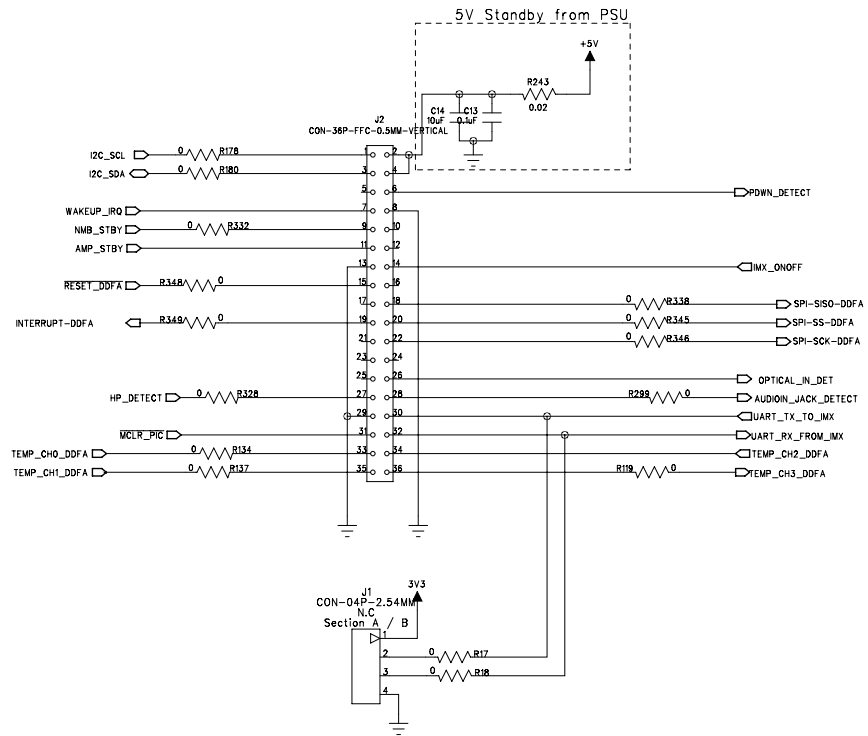 5V Standby from PSU
+5V
R243
0.02
C14
10uF
C13
0.1uF
J2
CON-36P-FFC-0.5MM-VERTICAL
I2C_SCL 0 R178 1 2
I2C_SDA 0 R180 3 4
5 6 PDWN_DETECT
WAKEUP_IRQ 7 8
NMB_STBY 0 R332 9 10
AMP_STBY 11 12
13 14 IMX_ONOFF
RESET_DDFA R348 0 15 16
17 18 0 R338 SPI-SISO-DDFA
INTERRUPT-DDFA R349 0 19 20 0 R345 SPI-SS-DDFA
21 22 0 R346 SPI-SCK-DDFA
23 24
25 26 OPTICAL_IN_DET
HP_DETECT 0 R328 27 28 R299 0 AUDIOIN_JACK_DETECT
29 30 UART_TX_TO_IMX
MCLR_PIC 31 32 UART_RX_FROM_IMX
TEMP_CH0_DDFA 0 R134 33 34 TEMP_CH2_DDFA
TEMP_CH1_DDFA 0 R137 35 36 R119 0 TEMP_CH3_DDFA
3V3
J1
CON-04P-2.54MM
N.C
Section A / B
1
2 0 R17
3 0 R18
4